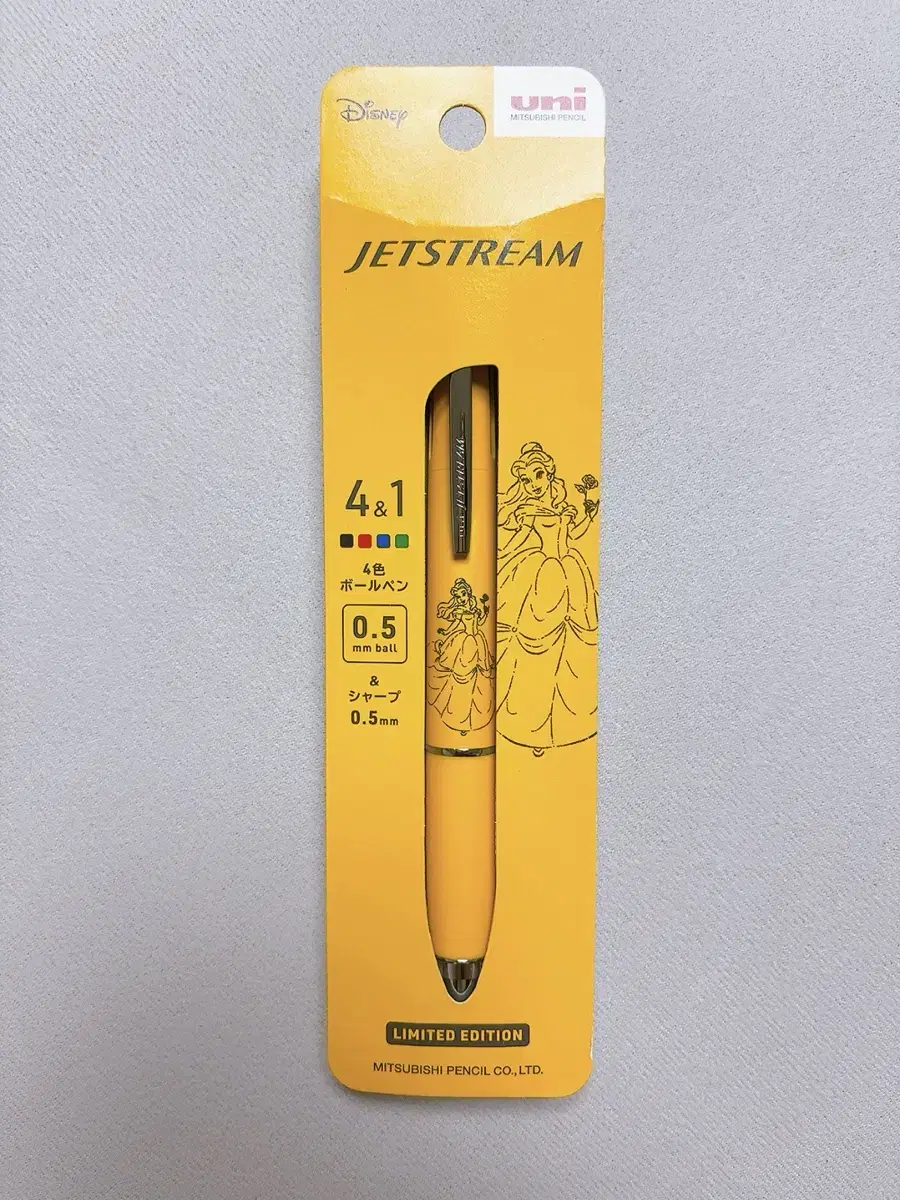 Disney
uni
MITSUBISHI PENCIL
JETSTREAM
4&1
4色
ボールペン
0.5
mm ball
&
シャープ
0.5mm
JETSTREAM
LIMITED EDITION
MITSUBISHI PENCIL CO., LTD.